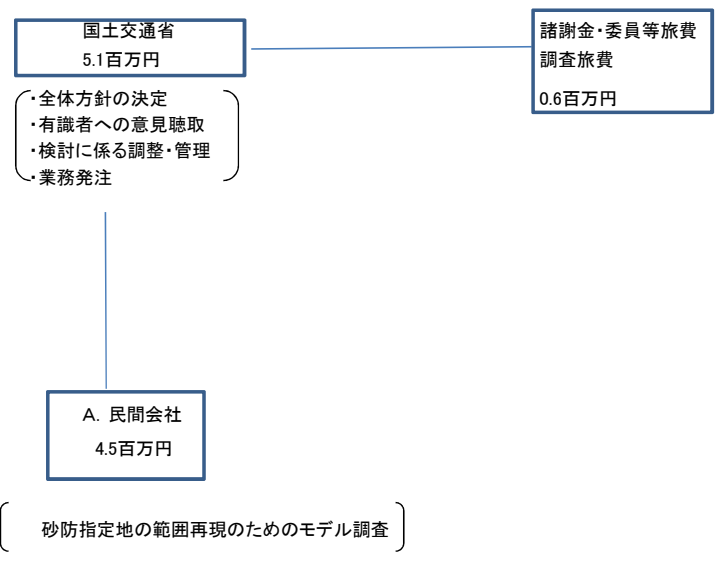 国土交通省
5.1百万円
諸謝金・委員等旅費
調査旅費
0.6百万円
・全体方針の決定
・有識者への意見聴取
・検討に係る調整・管理
・業務発注
A. 民間会社
4.5百万円
砂防指定地の範囲再現のためのモデル調査